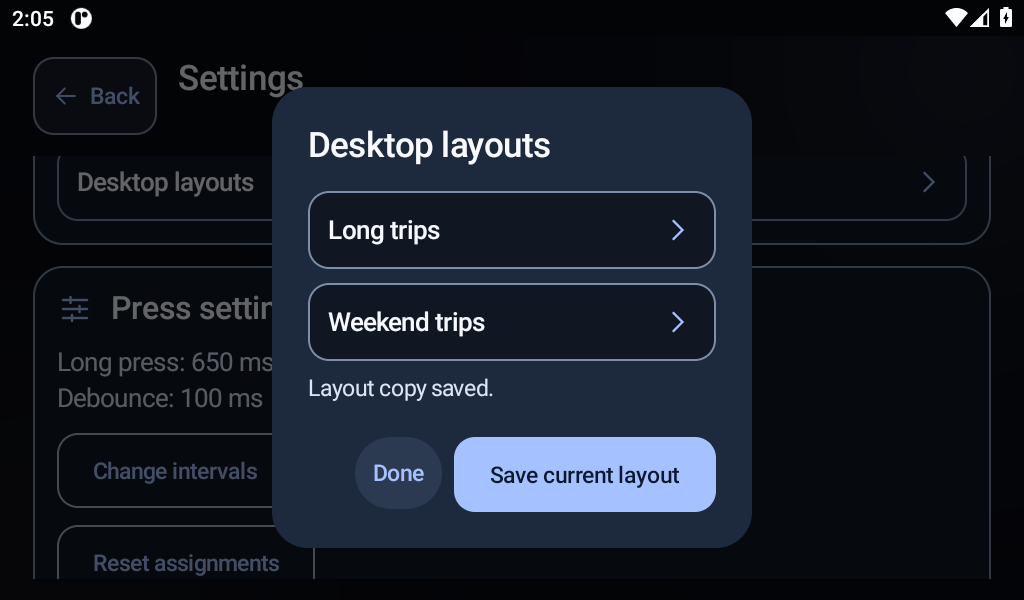 2:05
Back
Settings
Desktop layouts
Desktop layouts
Long trips
Weekend trips
Layout copy saved.
Done
Save current layout
Press settin
Long press: 650 ms
Debounce: 100 ms
Change intervals
Reset assignments